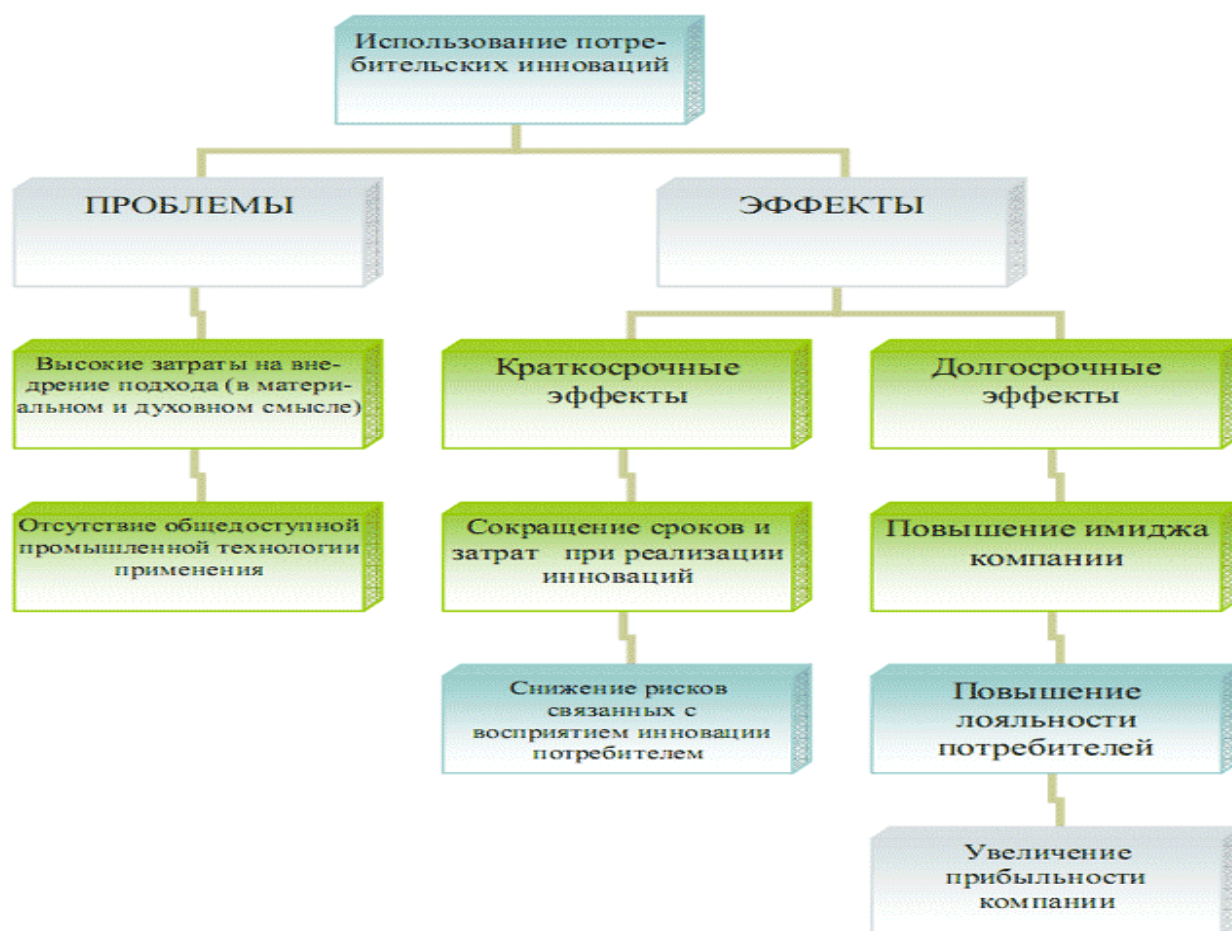 Использование потре-
бительских инноваций
ПРОБЛЕМЫ
ЭФФЕКТЫ
Высокие затраты на вне-
дрение подхода (в матери-
альном и духовном смысле)
Краткосрочные
эффекты
Долгосрочные
эффекты
Отсутствие общедоступной
промышленной технологии
применения
Сокращение сроков и
затрат при реализации
инноваций
Повышение имиджа
компании
Снижение рисков
связанных с
восприятием инновации
потребителем
Повышение
лояльности
потребителей
Увеличение
прибыльности
компании